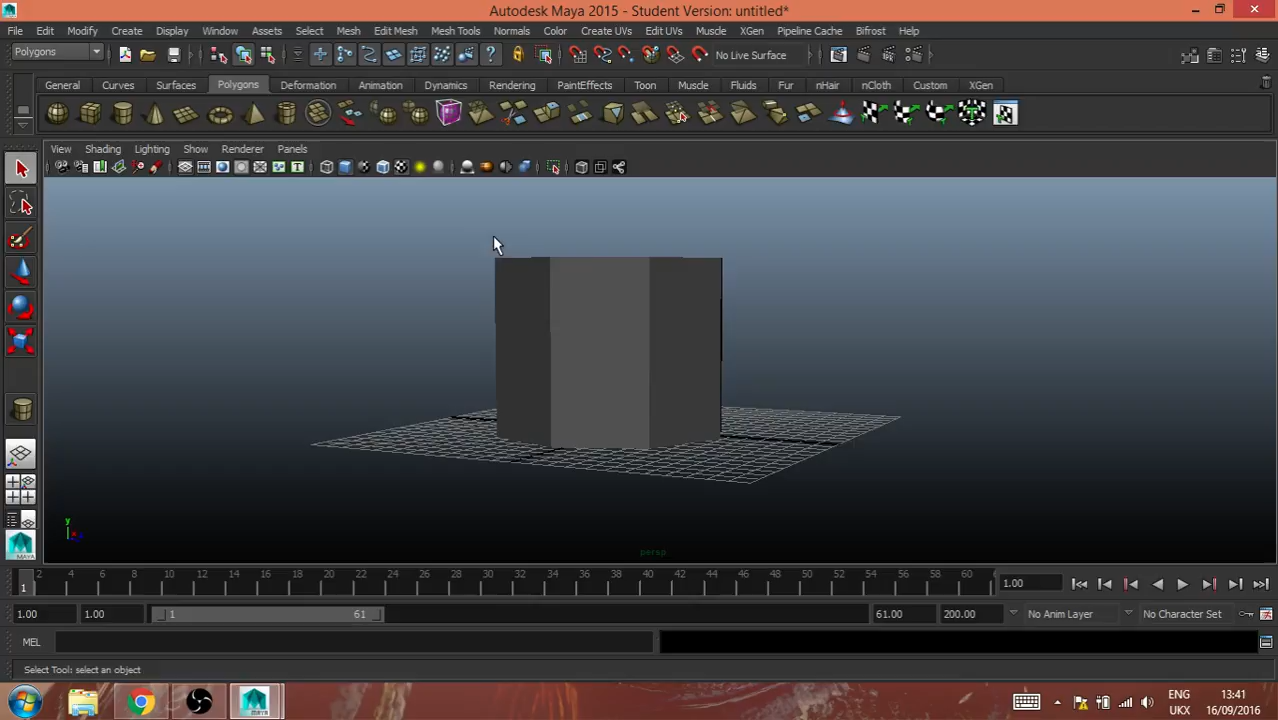 Autodesk Maya 2015 - Student Version: untitled*
File Edit Modify Create Display Window Assets Select Mesh Edit Mesh Mesh Tools Normals Color Create UVs Edit UVs Muscle XGen Pipeline Cache Bifrost Help
Polygons No Live Surface
General Curves Surfaces Polygons Deformation Animation Dynamics Rendering PaintEffects Toon Muscle Fluids Fur nHair nCloth Custom XGen
View Shading Lighting Show Renderer Panels
y
persp
MAYA
2 4 6 8 10 12 14 16 18 20 22 24 26 28 30 32 34 36 38 40 42 44 46 48 50 52 54 56 58 60
1 1.00
1.00 1.00 1 61 61.00 200.00 No Anim Layer No Character Set
MEL
Select Tool: select an object
ENG 13:41
UKX 16/09/2016